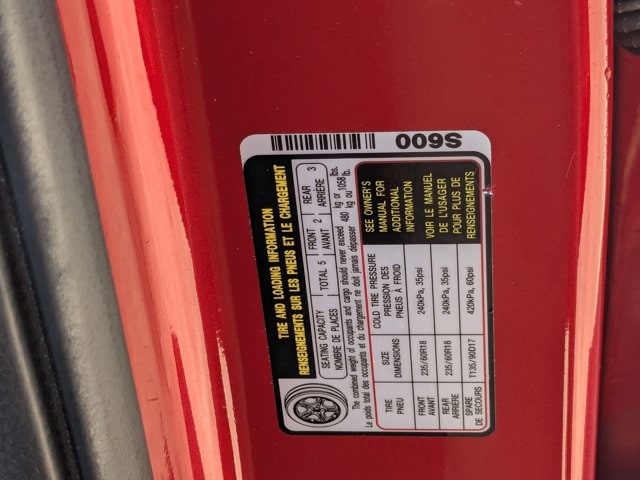 S600
TIRE AND LOADING INFORMATION
RENSEIGNEMENTS SUR LES PNEUS ET LE CHARGEMENT
SEATING CAPACITY
NOMBRE DE PLACES
TOTAL 5
FRONT
AVANT
2
REAR
ARRIÈRE
3
The combined weight of occupants and cargo should never exceed
Le poids total des occupants et du chargement ne doit jamais dépasser
480 kg or 1058 lbs.
kg ou lb.
TIRE
PNEU
SIZE
DIMENSIONS
COLD TIRE PRESSURE
PRESSION DES
PNEUS À FROID
FRONT
AVANT
235/60R18
240kPa, 35psi
REAR
ARRIÈRE
235/60R18
240kPa, 35psi
SPARE
DE SECOURS
T135/90D17
420kPa, 60psi
SEE OWNER'S
MANUAL FOR
ADDITIONAL
INFORMATION
VOIR LE MANUEL
DE L'USAGER
POUR PLUS DE
RENSEIGNEMENTS